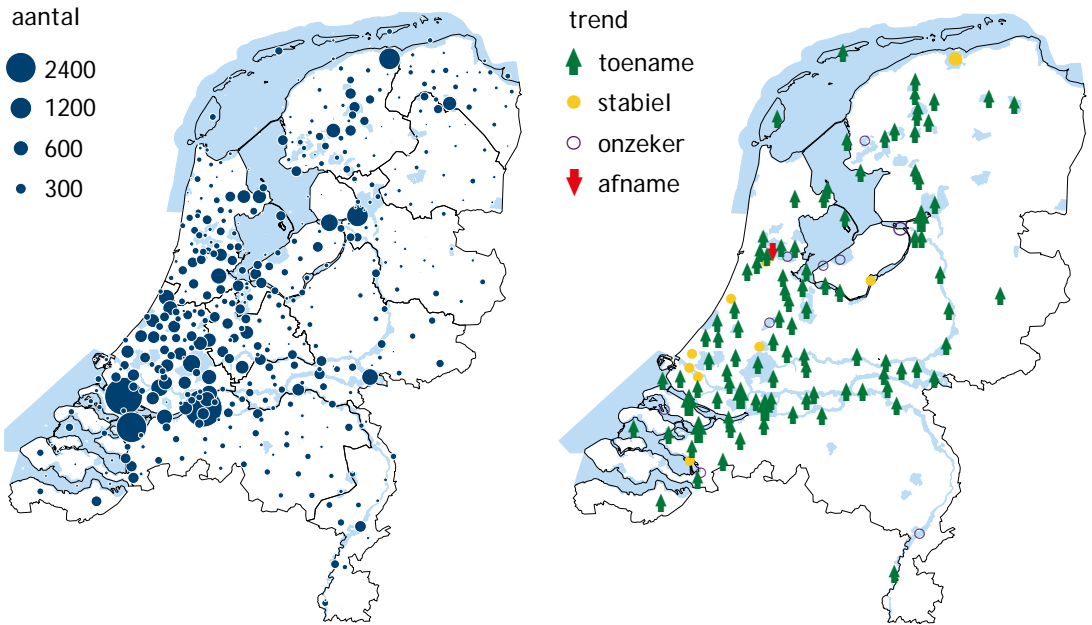 aantal
2400
1200
600
300
trend
toename
stabiel
onzeker
afname